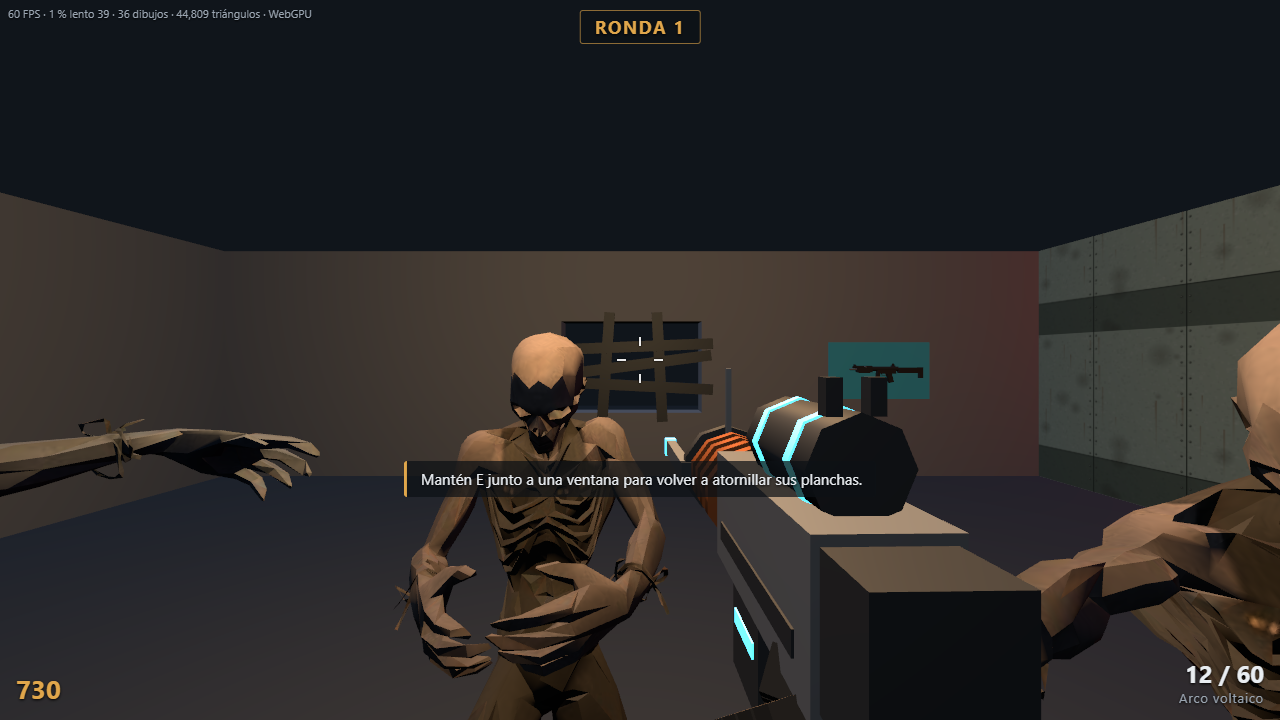 60 FPS · 1 % lento 39 · 36 dibujos · 44,809 triángulos · WebGPU
RONDA 1
Mantén E junto a una ventana para volver a atornillar sus planchas.
730
12 / 60
Arco voltaico